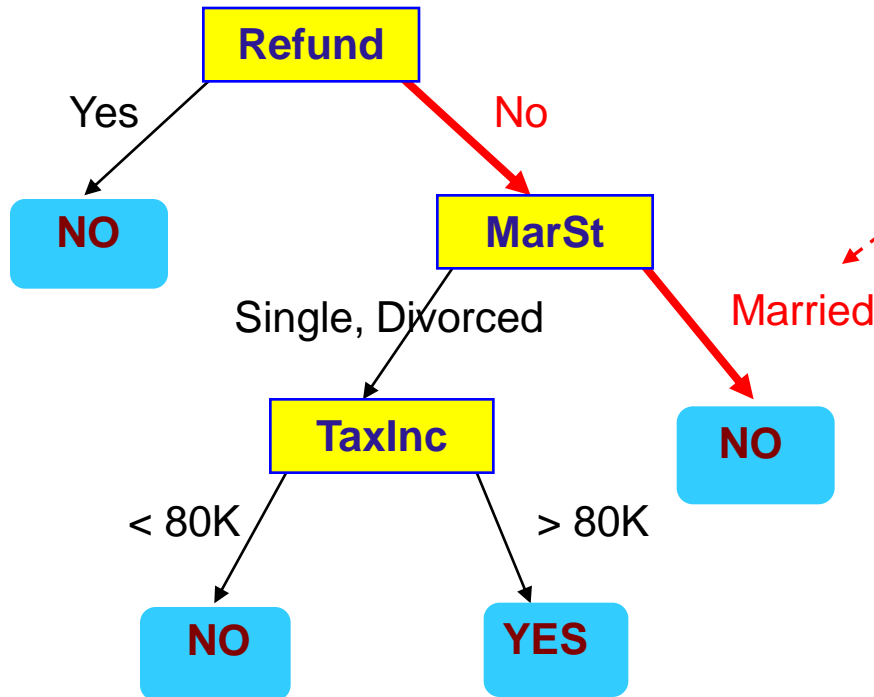 Refund
Yes
No
NO
MarSt
Single, Divorced
Married
TaxInc
NO
< 80K
> 80K
NO
YES